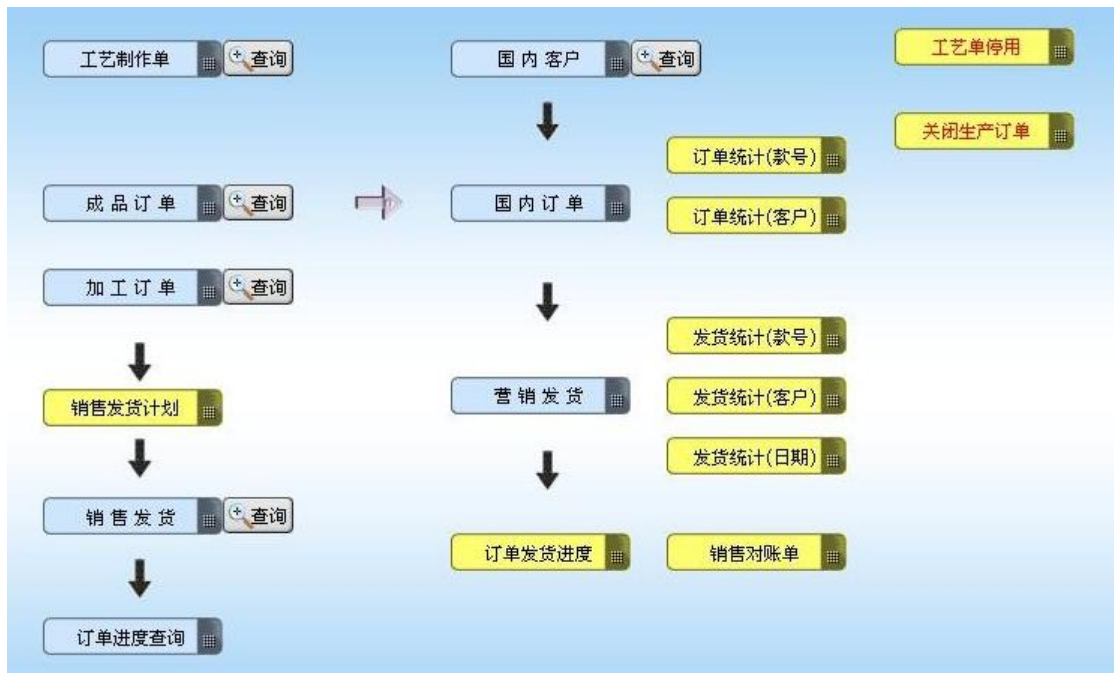 工艺制作单 查询 国内客户 查询 工艺单停用
关闭生产订单
订单统计(款号)
成品订单 查询 国内订单 订单统计(客户)
加工订单 查询
发货统计(款号)
销售发货计划 营销发货 发货统计(客户)
发货统计(日期)
销售发货 查询
订单发货进度 销售对账单
订单进度查询